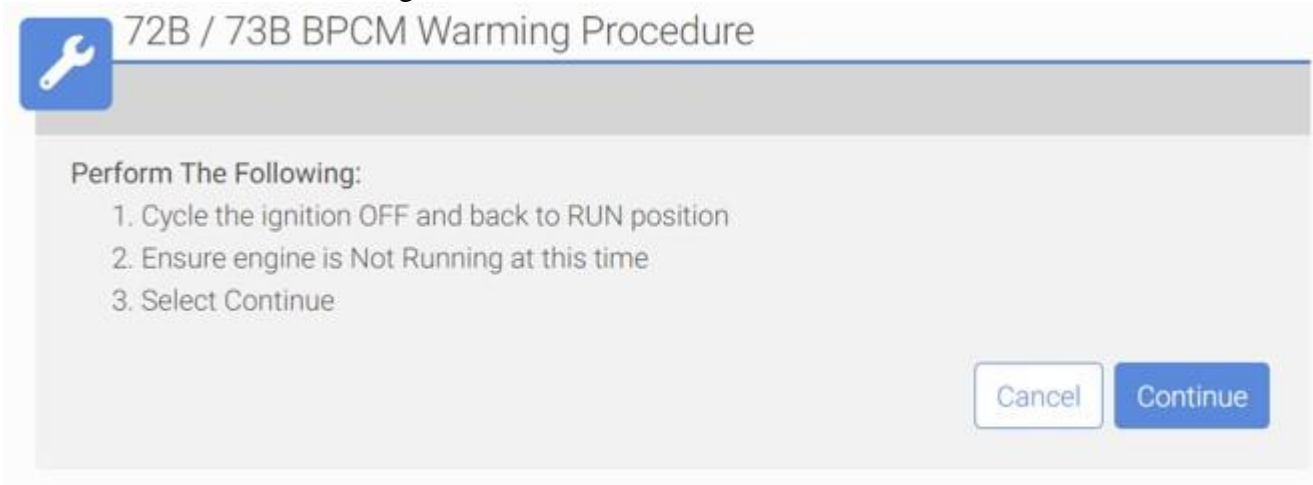 72B / 73B BPCM Warming Procedure
Perform The Following:
1. Cycle the ignition OFF and back to RUN position
2. Ensure engine is Not Running at this time
3. Select Continue
Cancel Continue